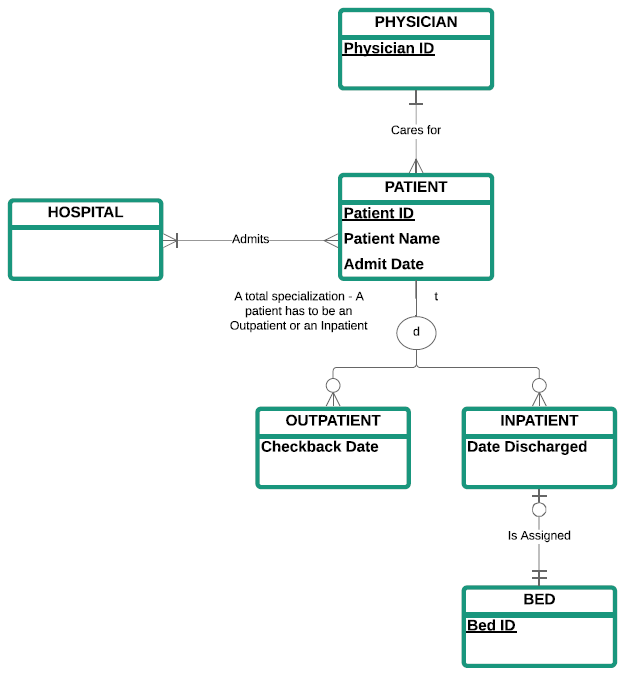 PHYSICIAN
Physician ID
Cares for
PATIENT
Patient ID
Patient Name
Admit Date
HOSPITAL
Admits
A total specialization - A
patient has to be an
Outpatient or an Inpatient
t
d
OUTPATIENT
Checkback Date
INPATIENT
Date Discharged
Is Assigned
BED
Bed ID